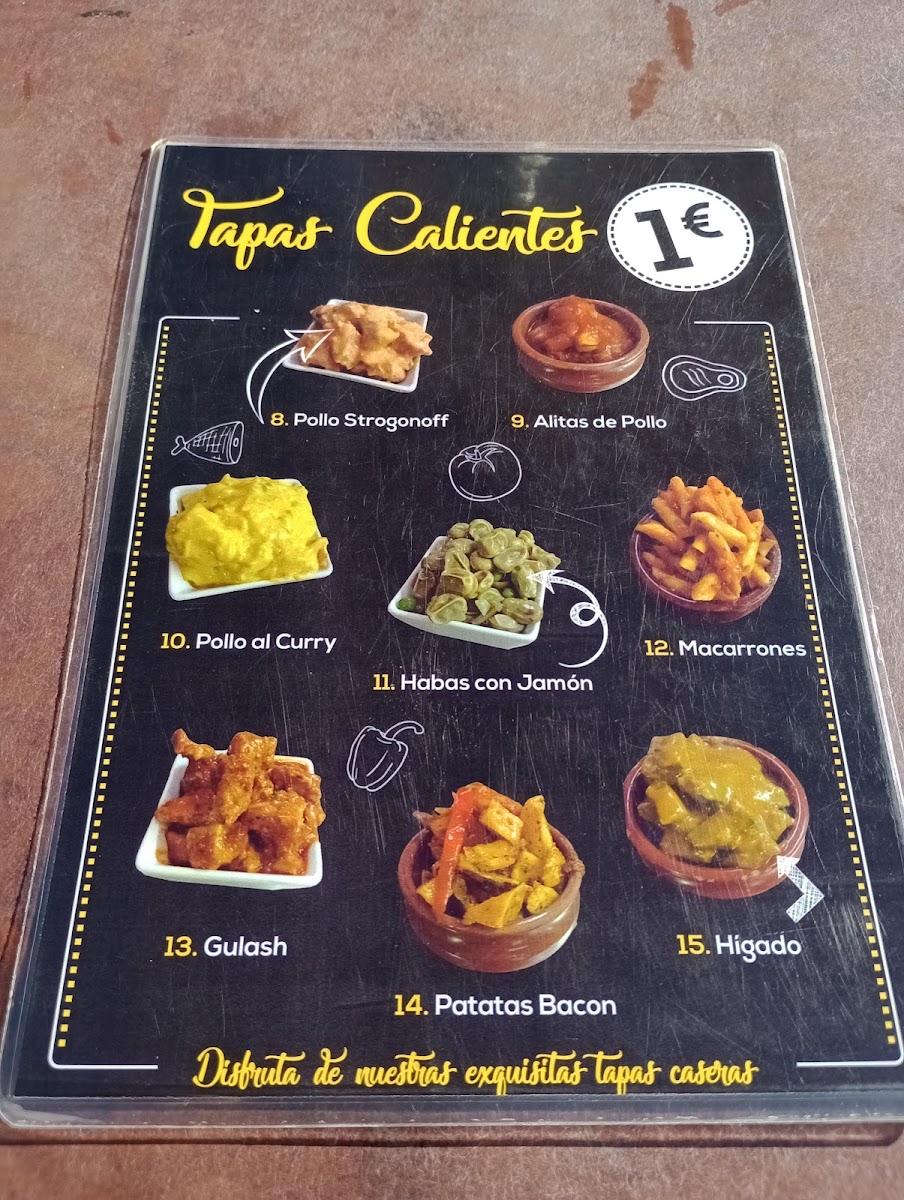 Tapas Calientes
1€
8. Pollo Strogonoff
9. Alitas de Pollo
10. Pollo al Curry
11. Habas con Jamón
12. Macarrones
13. Gulash
14. Patatas Bacon
15. Hígado
Disfruta de nuestras exquisitas tapas caseras